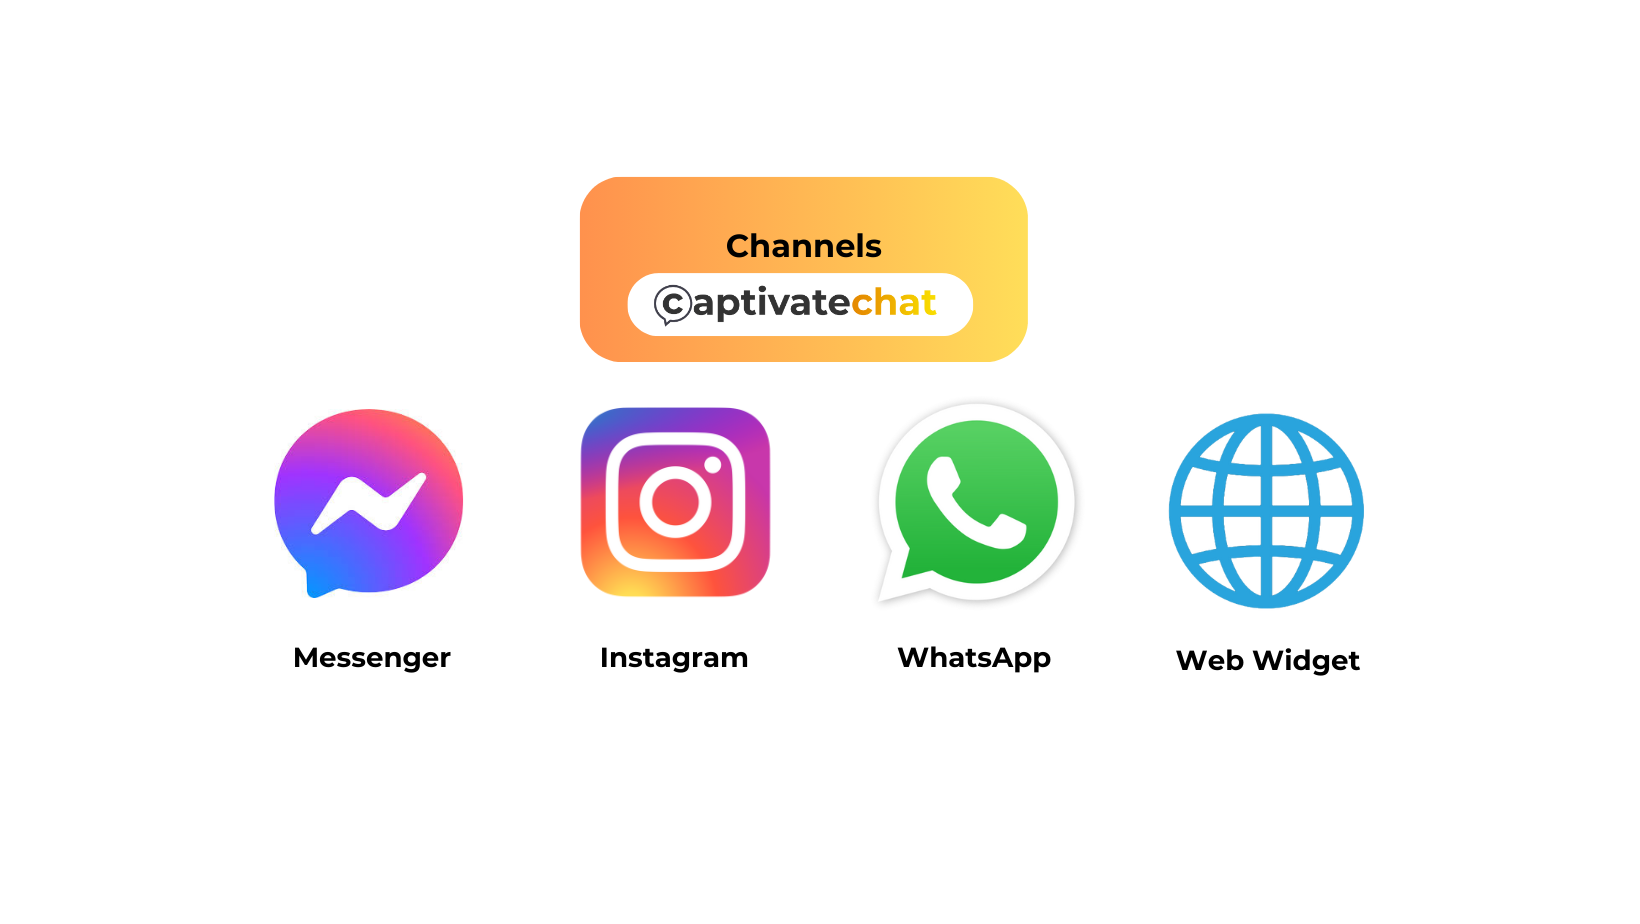 Channels
captivatechat
Messenger
Instagram
WhatsApp
Web Widget